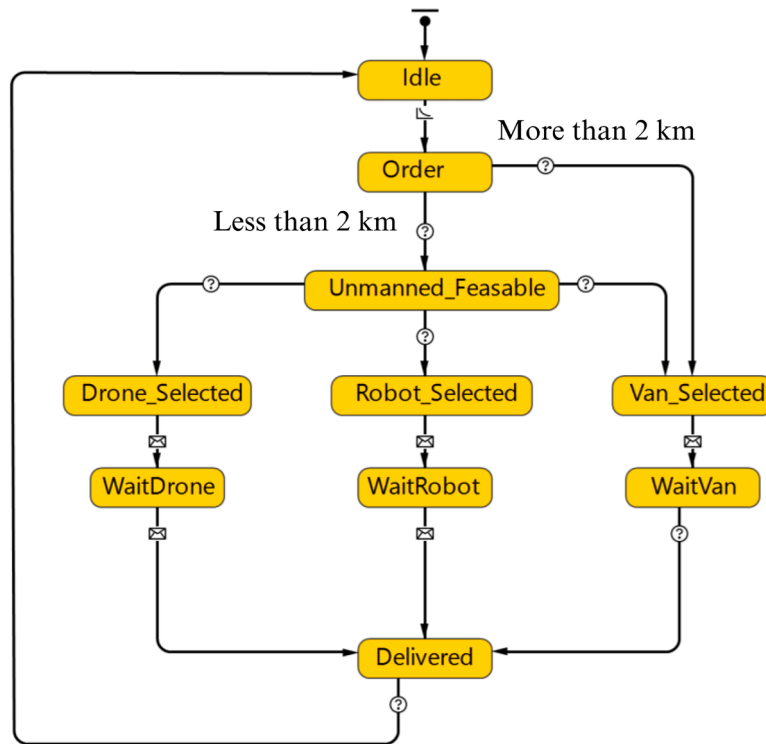 Idle
More than 2 km
Order
Less than 2 km
Unmanned_Feasable
Drone_Selected
Robot_Selected
Van_Selected
WaitDrone
WaitRobot
WaitVan
Delivered